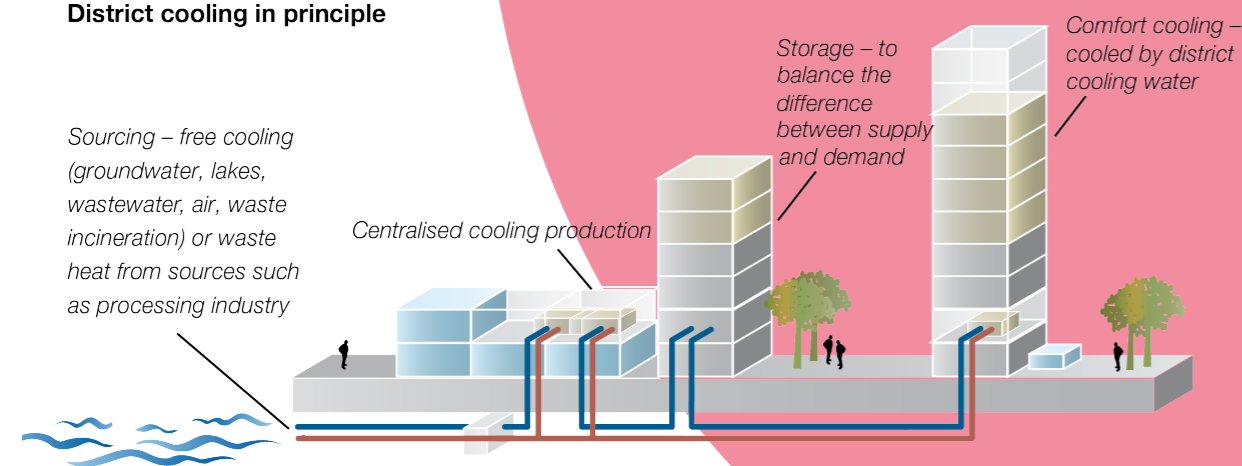 District cooling in principle
Sourcing – free cooling
(groundwater, lakes,
wastewater, air, waste
incineration) or waste
heat from sources such
as processing industry
Centralised cooling production
Storage – to
balance the
difference
between supply
and demand
Comfort cooling –
cooled by district
cooling water